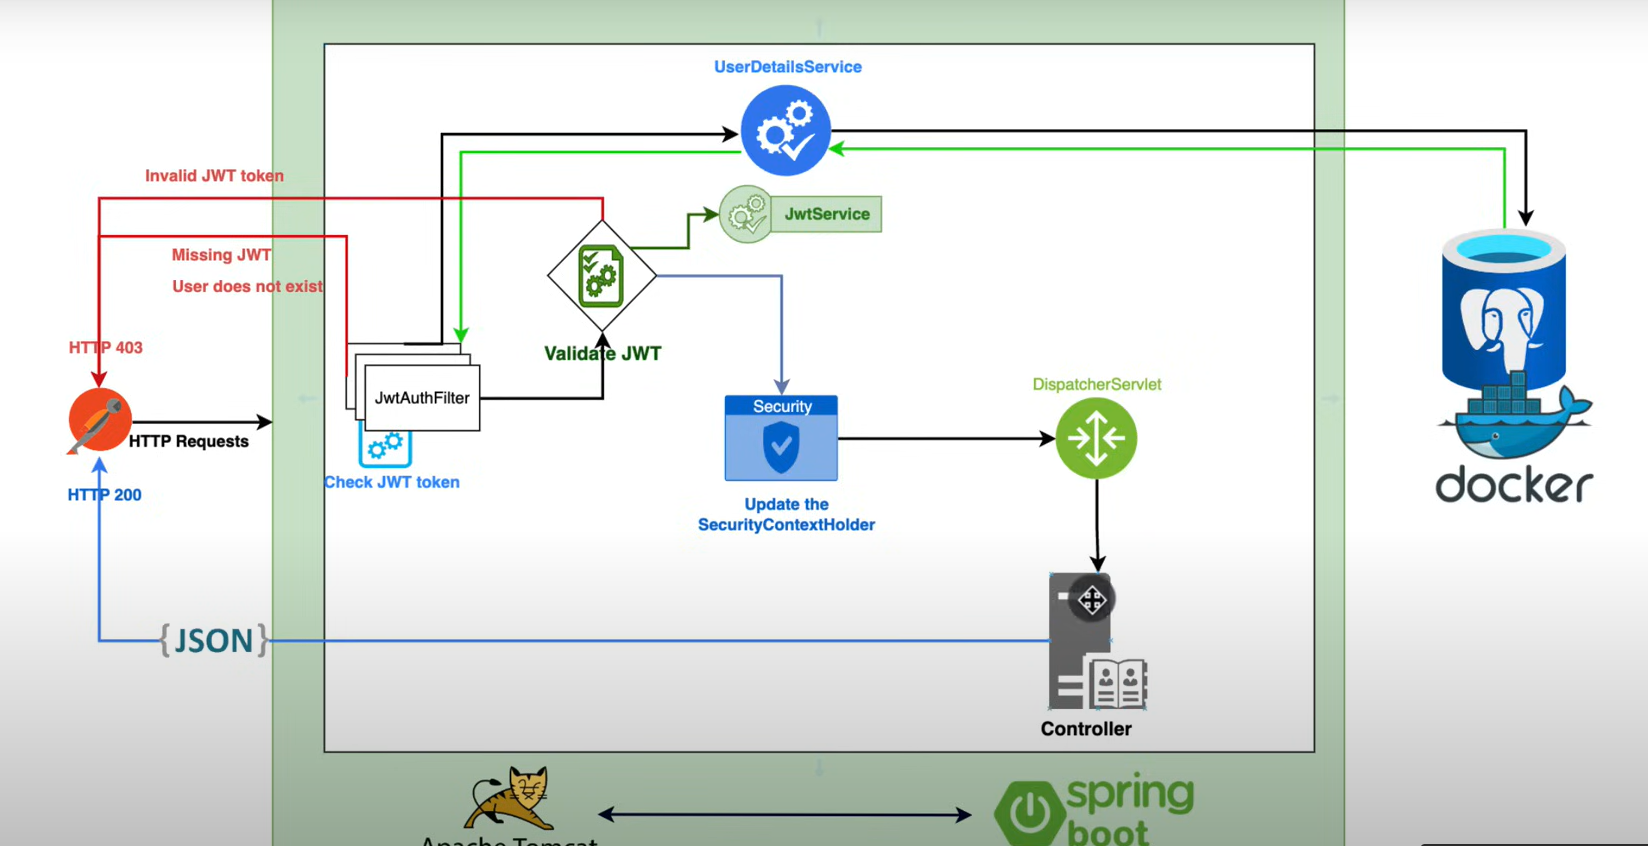 UserDetailsService
Invalid JWT token
JwtService
Missing JWT
User does not exist
HTTP 403
Validate JWT
JwtAuthFilter
DispatcherServlet
Security
HTTP Requests
Check JWT token
HTTP 200
Update the
SecurityContextHolder
docker
{JSON}
Controller
Apache Tomcat
spring
boot